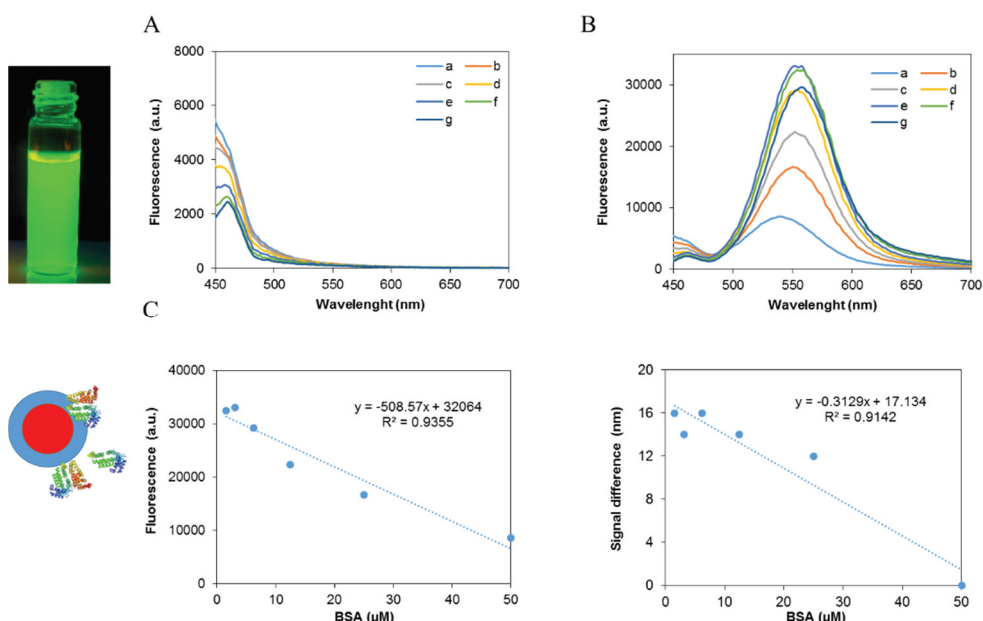 A
B
8000
6000
4000
2000
0
Fluorescence (a.u.)
450 500 550 600 650 700
Wavelenght (nm)
a b
c d
e f
g
30000
20000
10000
0
Fluorescence (a.u.)
450 500 550 600 650 700
Wavelenght (nm)
a b
c d
e f
g
C
40000
30000
20000
10000
0
Fluorescence (a.u.)
y = -508.57x + 32064
R² = 0.9355
0 10 20 30 40 50
BSA (µM)
20
16
12
8
4
0
Signal difference (nm)
y = -0.3129x + 17.134
R² = 0.9142
0 10 20 30 40 50
BSA (µM)